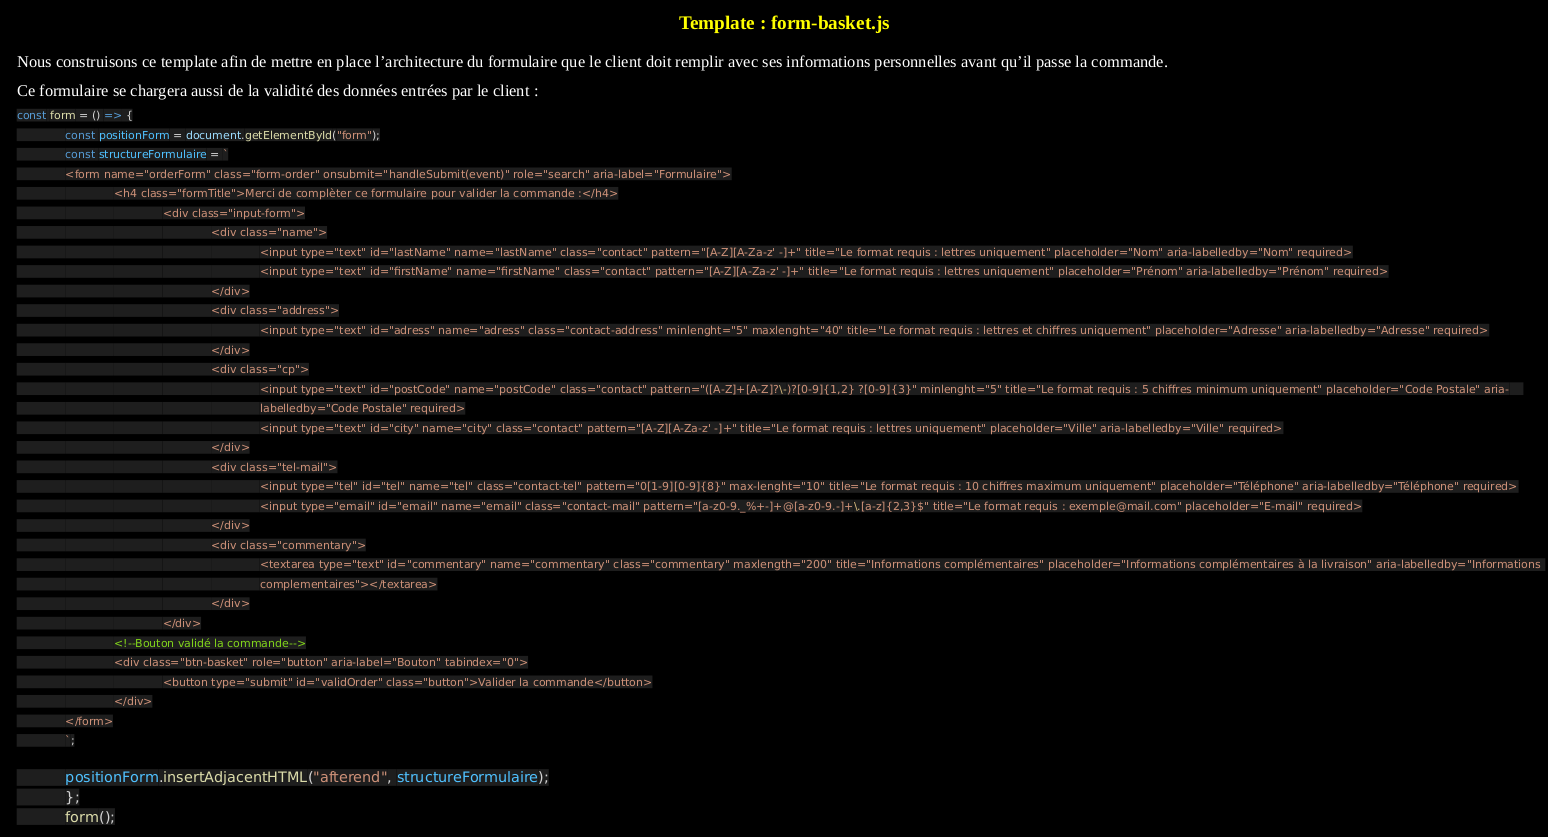 Template : form-basket.js
Nous construisons ce template afin de mettre en place l’architecture du formulaire que le client doit remplir avec ses informations personnelles avant qu’il passe la commande.
Ce formulaire se chargera aussi de la validité des données entrées par le client :
const form = () => {
const positionForm = document.getElementById("form");
const structureFormulaire = `
<form name="orderForm" class="form-order" onsubmit="handleSubmit(event)" role="search" aria-label="Formulaire">
<h4 class="formTitle">Merci de complèter ce formulaire pour valider la commande :</h4>
<div class="input-form">
<div class="name">
<input type="text" id="lastName" name="lastName" class="contact" pattern="[A-Z][A-Za-z' -]+" title="Le format requis : lettres uniquement" placeholder="Nom" aria-labelledby="Nom" required>
<input type="text" id="firstName" name="firstName" class="contact" pattern="[A-Z][A-Za-z' -]+" title="Le format requis : lettres uniquement" placeholder="Prénom" aria-labelledby="Prénom" required>
</div>
<div class="address">
<input type="text" id="adress" name="adress" class="contact-address" minlenght="5" maxlenght="40" title="Le format requis : lettres et chiffres uniquement" placeholder="Adresse" aria-labelledby="Adresse" required>
</div>
<div class="cp">
<input type="text" id="postCode" name="postCode" class="contact" pattern="([A-Z]+[A-Z]?\-)?[0-9]{1,2} ?[0-9]{3}" minlenght="5" title="Le format requis : 5 chiffres minimum uniquement" placeholder="Code Postale" aria-
labelledby="Code Postale" required>
<input type="text" id="city" name="city" class="contact" pattern="[A-Z][A-Za-z' -]+" title="Le format requis : lettres uniquement" placeholder="Ville" aria-labelledby="Ville" required>
</div>
<div class="tel-mail">
<input type="tel" id="tel" name="tel" class="contact-tel" pattern="0[1-9][0-9]{8}" max-lenght="10" title="Le format requis : 10 chiffres maximum uniquement" placeholder="Téléphone" aria-labelledby="Téléphone" required>
<input type="email" id="email" name="email" class="contact-mail" pattern="[a-z0-9._%+-]+@[a-z0-9.-]+\.[a-z]{2,3}$" title="Le format requis : exemple@mail.com" placeholder="E-mail" required>
</div>
<div class="commentary">
<textarea type="text" id="commentary" name="commentary" class="commentary" maxlength="200" title="Informations complémentaires" placeholder="Informations complémentaires à la livraison" aria-labelledby="Informations
complementaires"></textarea>
</div>
</div>
<!--Bouton validé la commande-->
<div class="btn-basket" role="button" aria-label="Bouton" tabindex="0">
<button type="submit" id="validOrder" class="button">Valider la commande</button>
</div>
</form>
`;
positionForm.insertAdjacentHTML("afterend", structureFormulaire);
};
form();